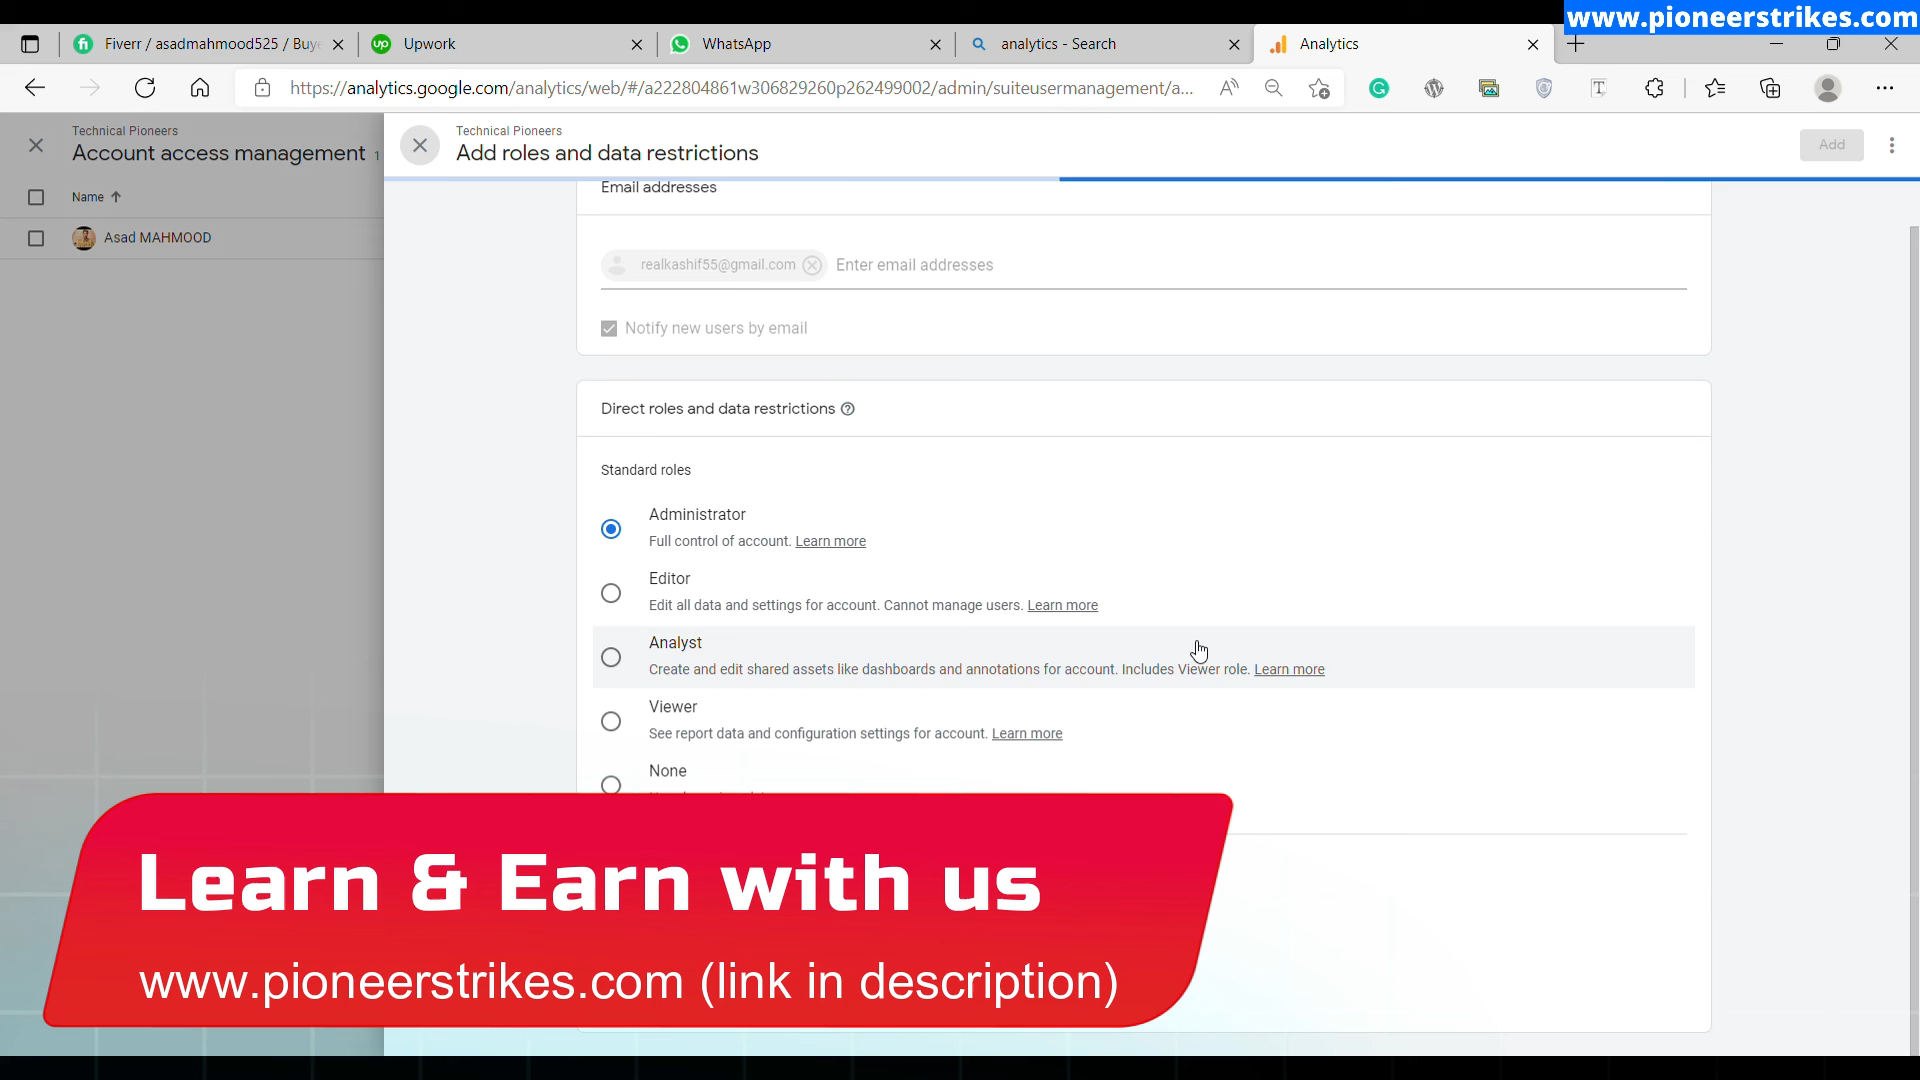 www.pioneerstrikes.com
Fiverr / asadmahmood525 / Buye
Upwork
WhatsApp
analytics - Search
Analytics
https://analytics.google.com/analytics/web/#/a222804861w306829260p262499002/admin/suiteusermanagement/a...
Technical Pioneers
Account access management 1
Name
Asad MAHMOOD
Technical Pioneers
Add roles and data restrictions
Add
Email addresses
realkashif55@gmail.com
Enter email addresses
Notify new users by email
Direct roles and data restrictions
Standard roles
Administrator
Full control of account. Learn more
Editor
Edit all data and settings for account. Cannot manage users. Learn more
Analyst
Create and edit shared assets like dashboards and annotations for account. Includes Viewer role. Learn more
Viewer
See report data and configuration settings for account. Learn more
None
Learn & Earn with us
www.pioneerstrikes.com (link in description)